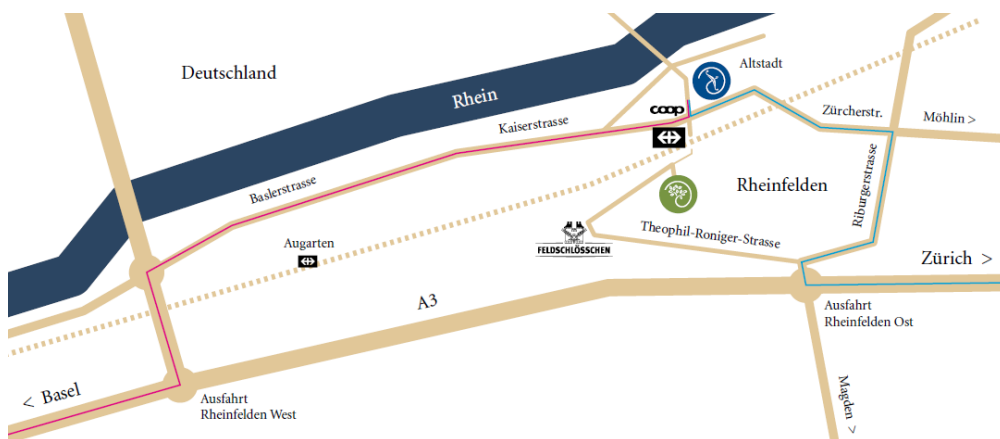 Deutschland
Rhein
Altstadt
coop
Kaiserstrasse
Zürcherstr.
Möhlin >
Baslerstrasse
Riburgerstrasse
Rheinfelden
Augarten
FELDSCHLÖSSCHEN
Theophil-Roniger-Strasse
Zürich >
A3
Ausfahrt
Rheinfelden Ost
< Basel
Ausfahrt
Rheinfelden West
Magden >